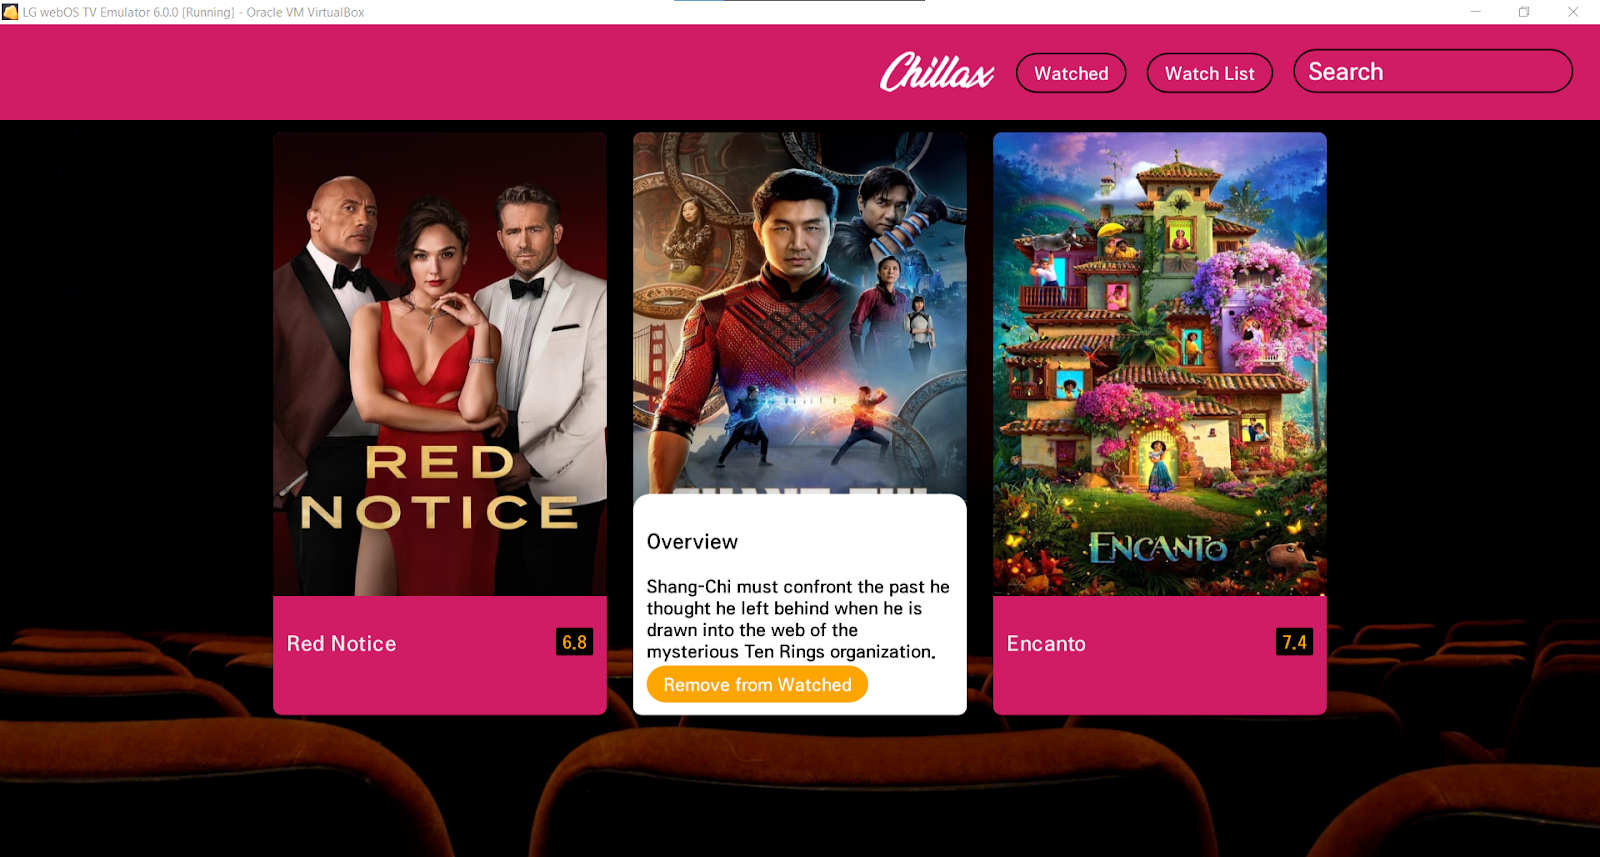 LG webOS TV Emulator 6.0.0 [Running] - Oracle VM VirtualBox
Chillax
Watched
Watch List
Search
RED
NOTICE
ENCANTO
Overview
Shang-Chi must confront the past he
thought he left behind when he is
drawn into the web of the
mysterious Ten Rings organization.
Remove from Watched
Red Notice
6.8
Encanto
7.4